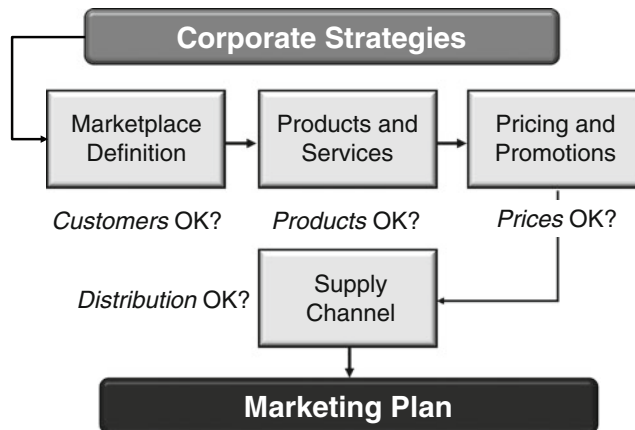 Corporate Strategies
Marketplace
Definition
Products and
Services
Pricing and
Promotions
Customers OK?
Products OK?
Prices OK?
Distribution OK?
Supply
Channel
Marketing Plan